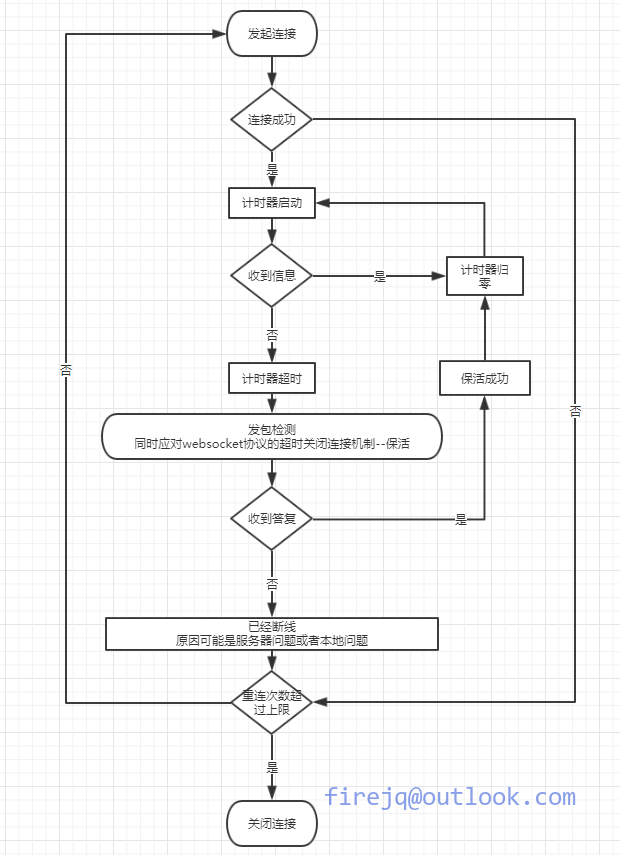 发起连接
连接成功
是
计时器启动
收到信息
是
计时器归
零
否
计时器超时
保活成功
否
否
发包检测
同时应对websocket协议的超时关闭连接机制--保活
收到答复
是
否
已经断线
原因可能是服务器问题或者本地问题
重连次数超
过上限
是
firejq@outlook.com
关闭连接